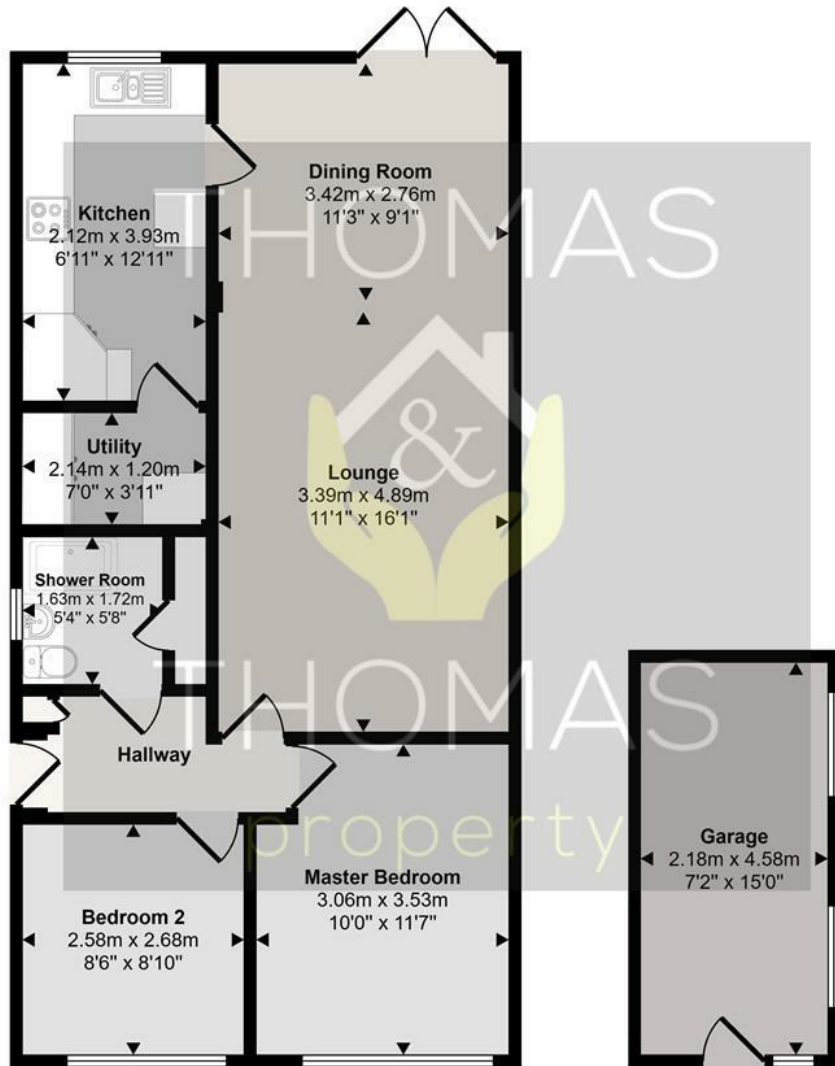 Dining Room
3.42m x 2.76m
11'3" x 9'1"
Kitchen
2.12m x 3.93m
6'11" x 12'11"
THOMAS
&
Utility
2.14m x 1.20m
7'0" x 3'11"
Lounge
3.39m x 4.89m
11'1" x 16'1"
Shower Room
1.63m x 1.72m
5'4" x 5'8"
THOMAS
Hallway
property
Garage
2.18m x 4.58m
7'2" x 15'0"
Master Bedroom
3.06m x 3.53m
10'0" x 11'7"
Bedroom 2
2.58m x 2.68m
8'6" x 8'10"